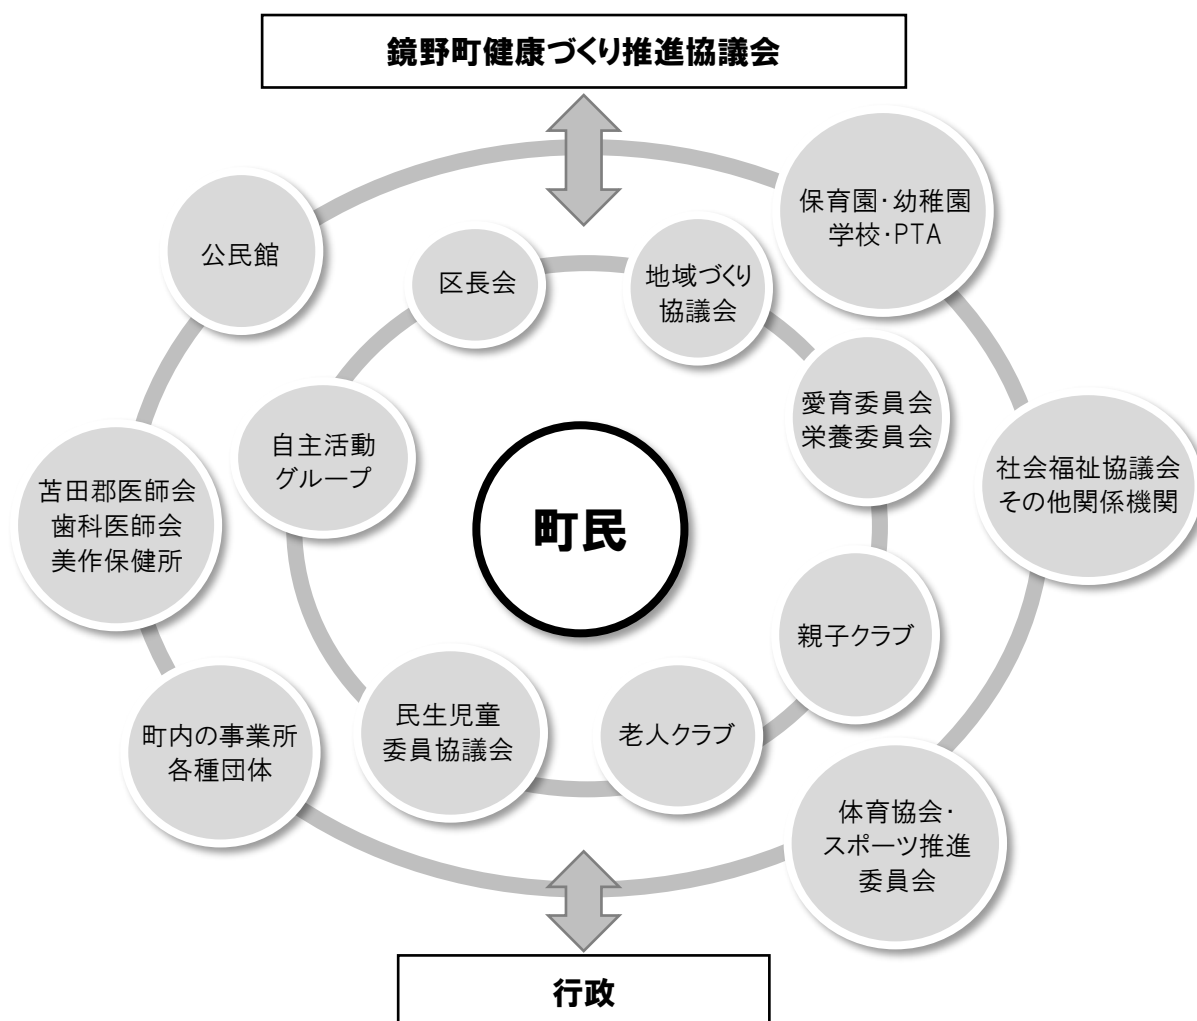 鏡野町健康づくり推進協議会
保育園・幼稚園
学校・PTA
公民館
区長会
地域づくり
協議会
愛育委員会
栄養委員会
自主活動
グループ
社会福祉協議会
その他関係機関
苫田郡医師会
歯科医師会
美作保健所
町民
親子クラブ
民生児童
委員協議会
老人クラブ
町内の事業所
各種団体
体育協会・
スポーツ推進
委員会
行政